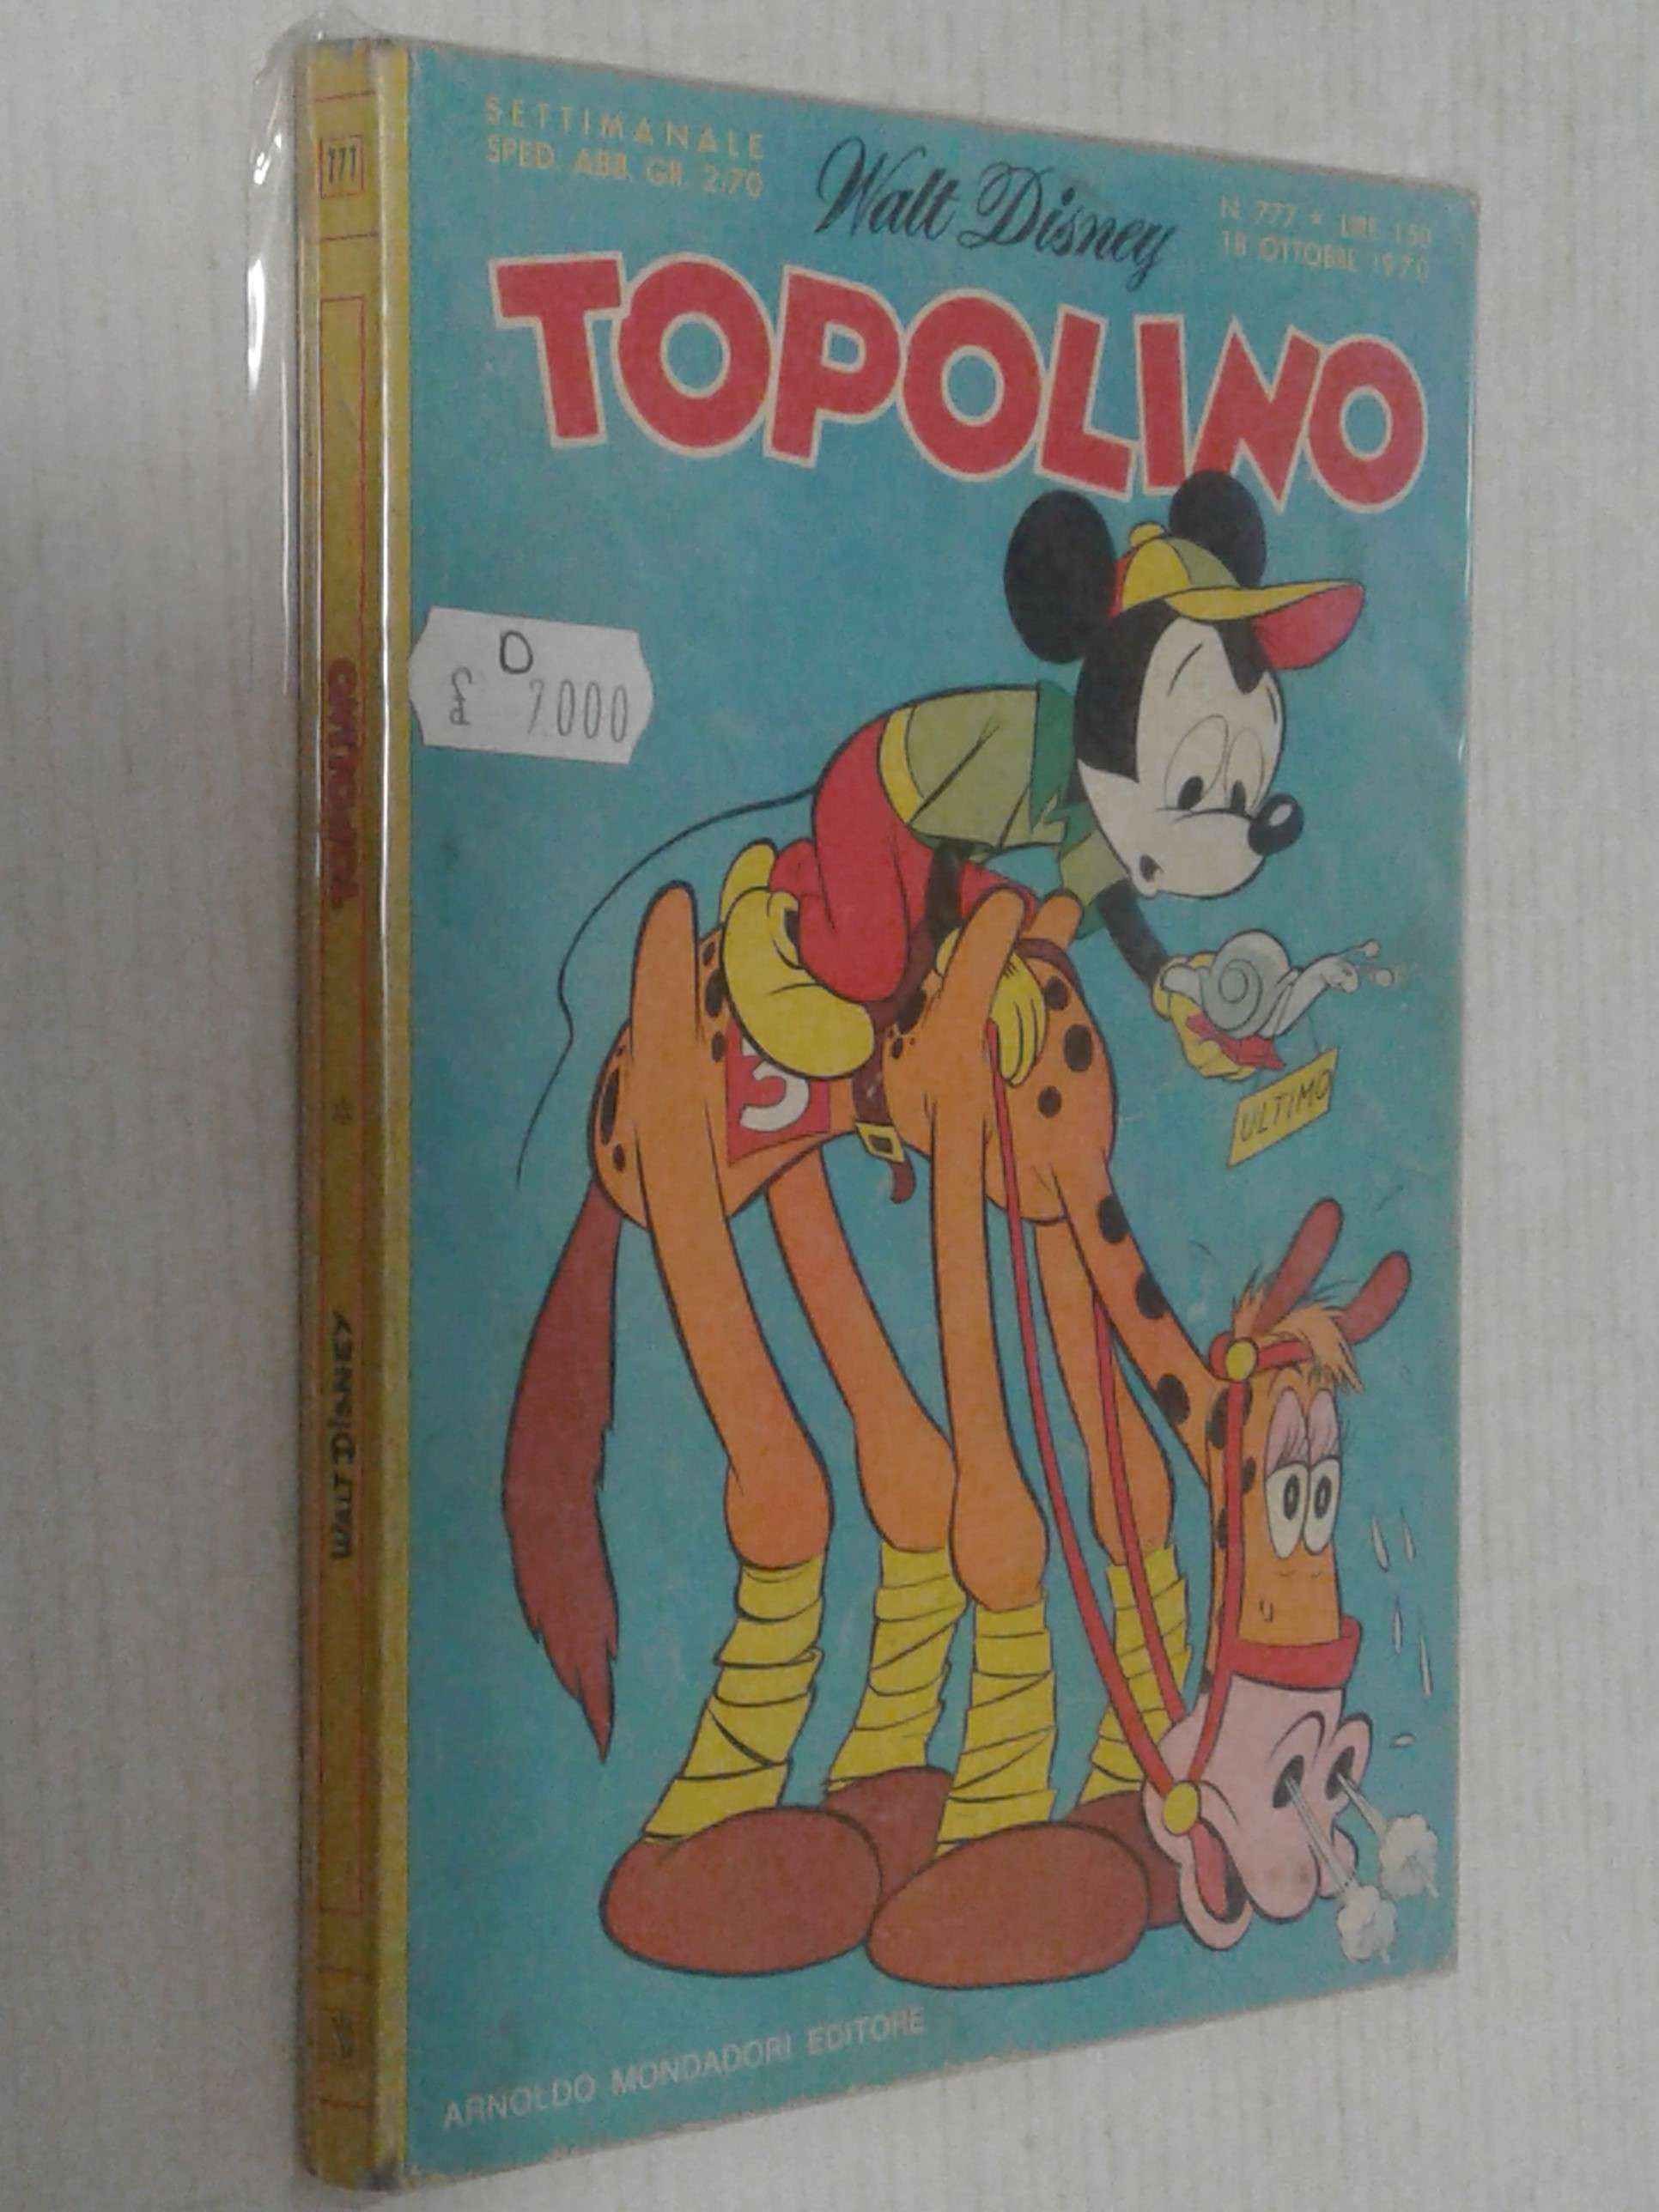 SETTIMANALE
SPED. ABB. GR. 2/70
Walt Disney
N. 777 * LIRE 150
18 OTTOBRE 1970
TOPOLINO
D
£ 7000
3
ULTIMO
ARNOLDO MONDADORI EDITORE
777
TOPOLINO
*
WALT DISNEY